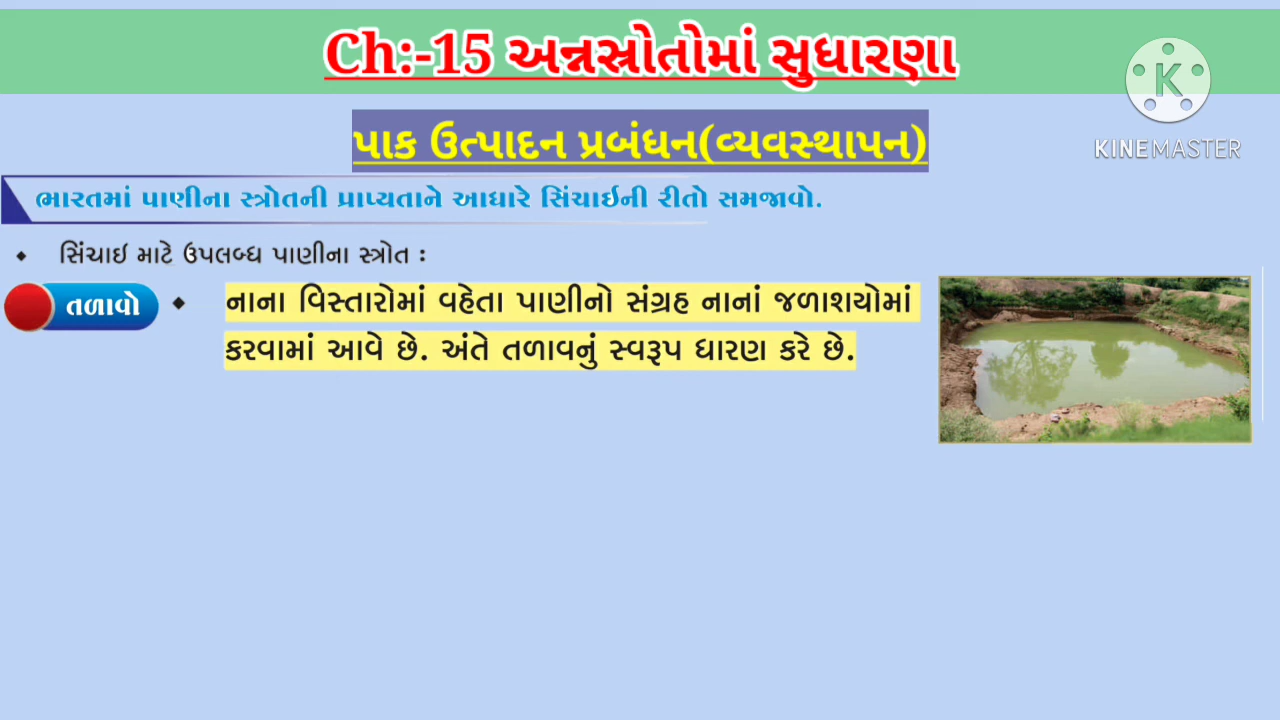 Ch:-15 અન્નસ્રોતોમાં સુધારણા
પાક ઉત્પાદન પ્રબંધન(વ્યવસ્થાપન)
KINEMASTER
ભારતમાં પાણીના સ્ત્રોતની પ્રાપ્યતાને આધારે સિંચાઇની રીતો સમજાવો.
સિંચાઇ માટે ઉપલબ્ધ પાણીના સ્ત્રોત :
તળાવો
નાના વિસ્તારોમાં વહેતા પાણીનો સંગ્રહ નાનાં જળાશયોમાં
કરવામાં આવે છે. અંતે તળાવનું સ્વરૂપ ધારણ કરે છે.